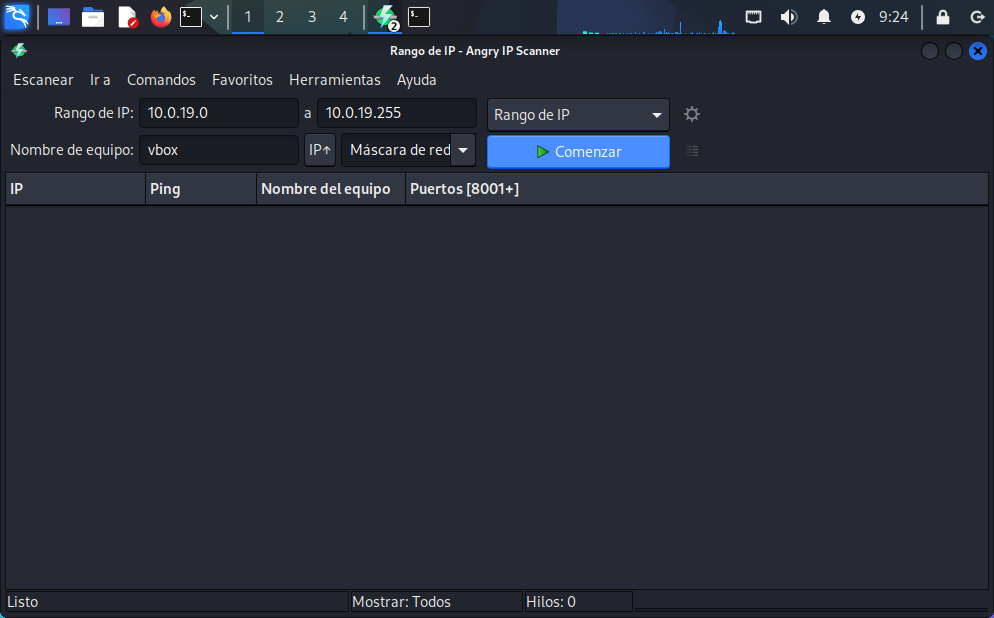 1 2 3 4 2 9:24
Rango de IP - Angry IP Scanner
Escanear Ir a Comandos Favoritos Herramientas Ayuda
Rango de IP: 10.0.19.0 a 10.0.19.255 Rango de IP
Nombre de equipo: vbox IP↑ Máscara de red Comenzar
IP Ping Nombre del equipo Puertos [8001+]
Listo Mostrar: Todos Hilos: 0